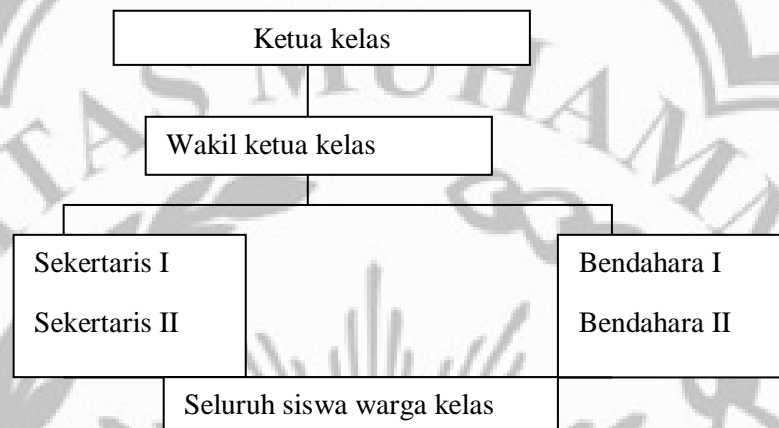 Ketua kelas
Wakil ketua kelas
Sekertaris I
Sekertaris II
Bendahara I
Bendahara II
Seluruh siswa warga kelas